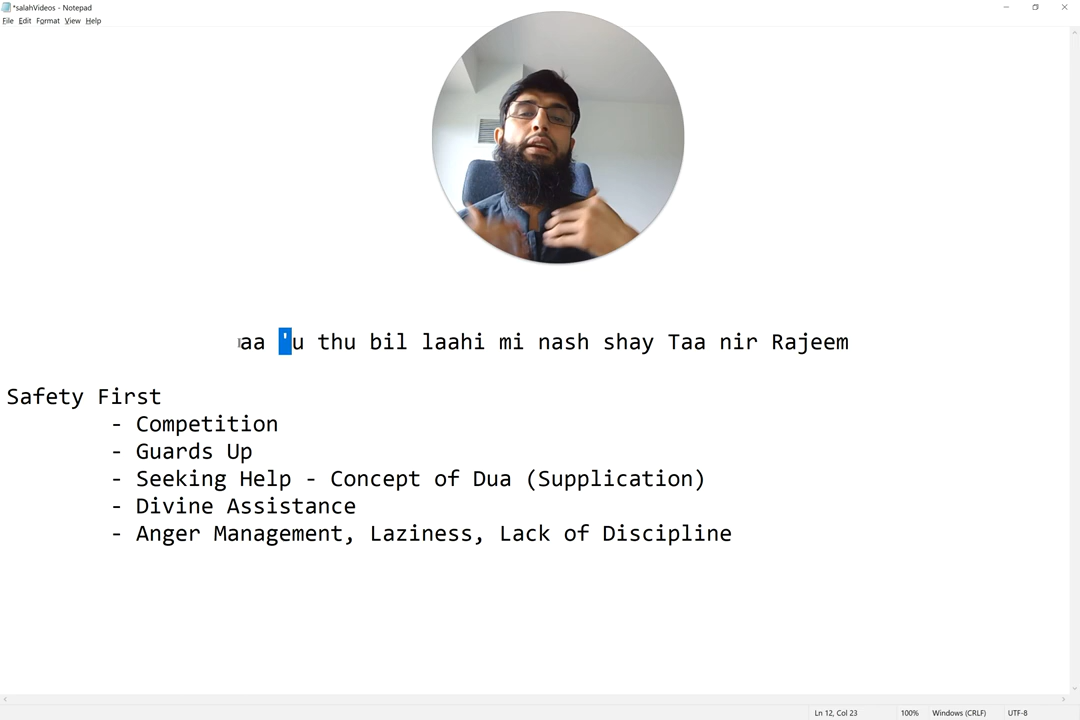 *salahVideos - Notepad
File Edit Format View Help
aa 'u thu bil laahi mi nash shay Taa nir Rajeem
Safety First
- Competition
- Guards Up
- Seeking Help - Concept of Dua (Supplication)
- Divine Assistance
- Anger Management, Laziness, Lack of Discipline
Ln 12, Col 23 100% Windows (CRLF) UTF-8